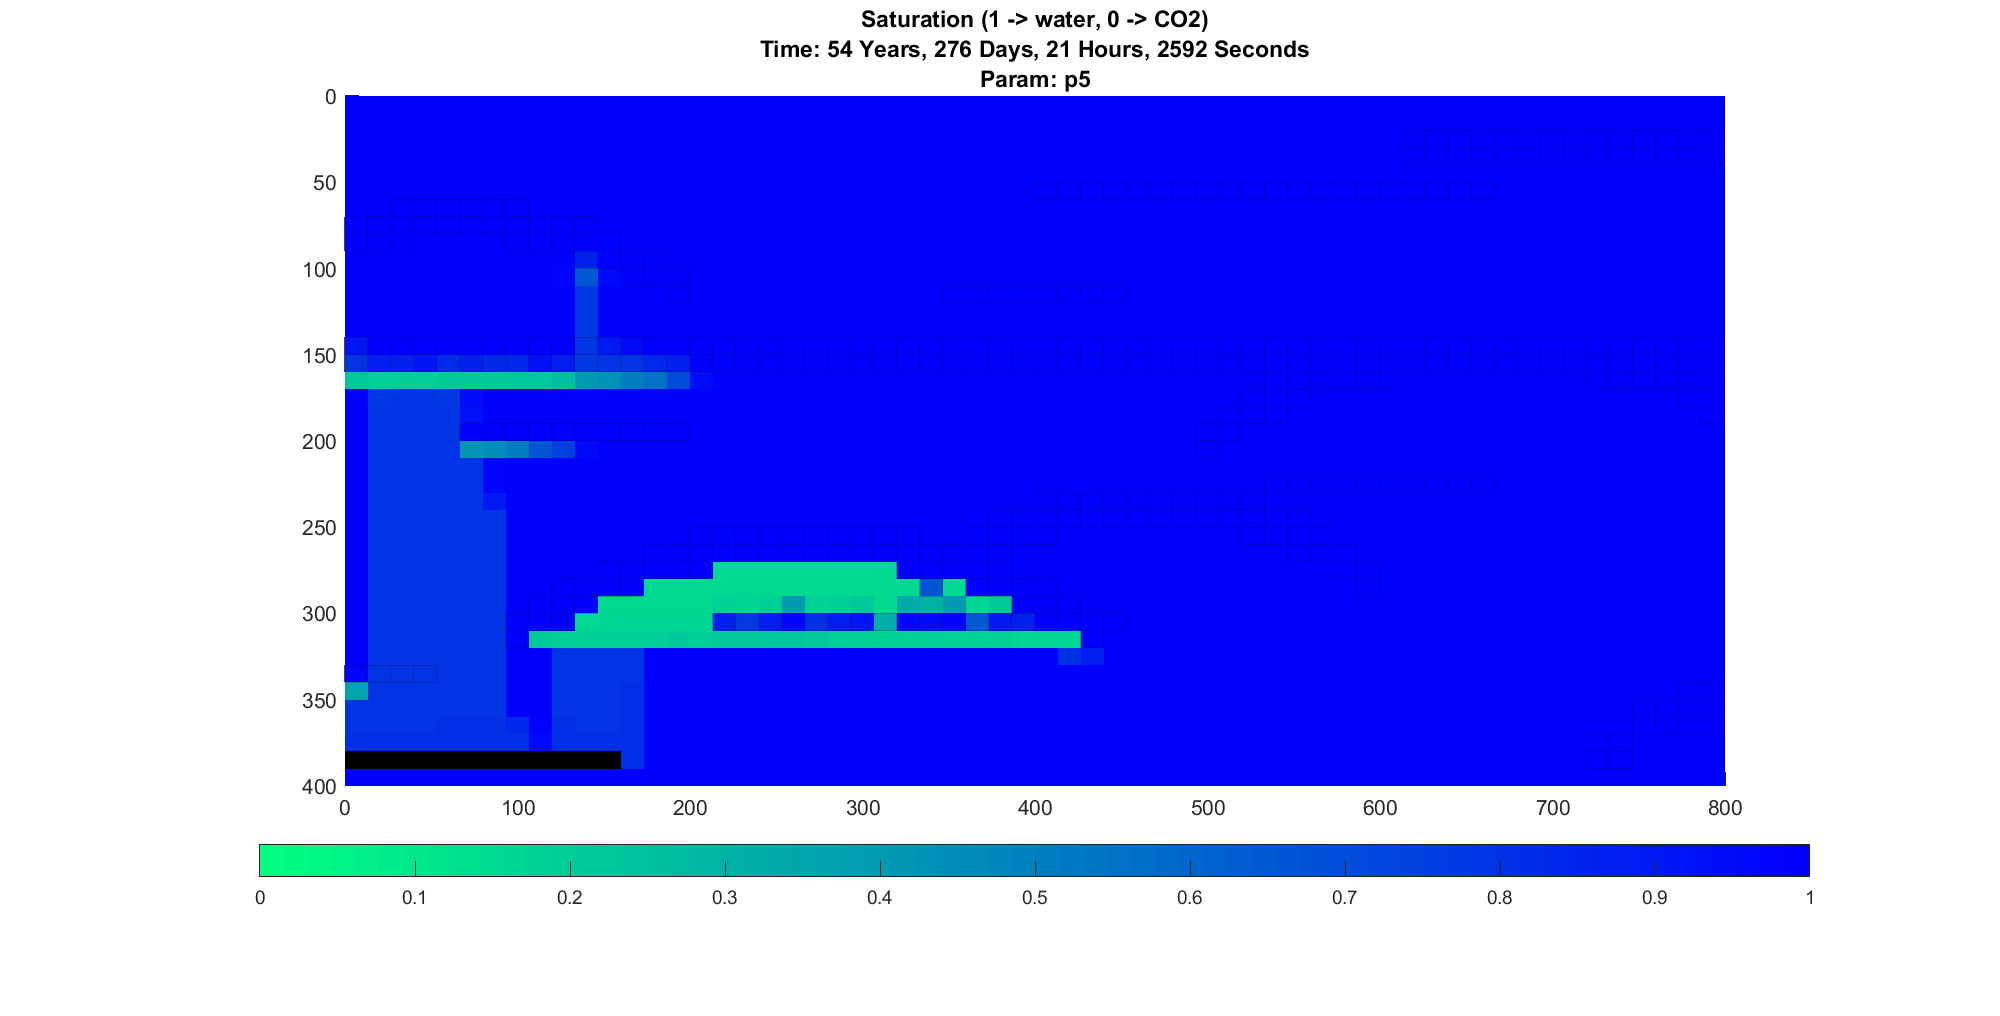 Saturation (1 -> water, 0 -> CO2)
Time: 54 Years, 276 Days, 21 Hours, 2592 Seconds
Param: p5
0
50
100
150
200
250
300
350
400
0 100 200 300 400 500 600 700 800
0 0.1 0.2 0.3 0.4 0.5 0.6 0.7 0.8 0.9 1